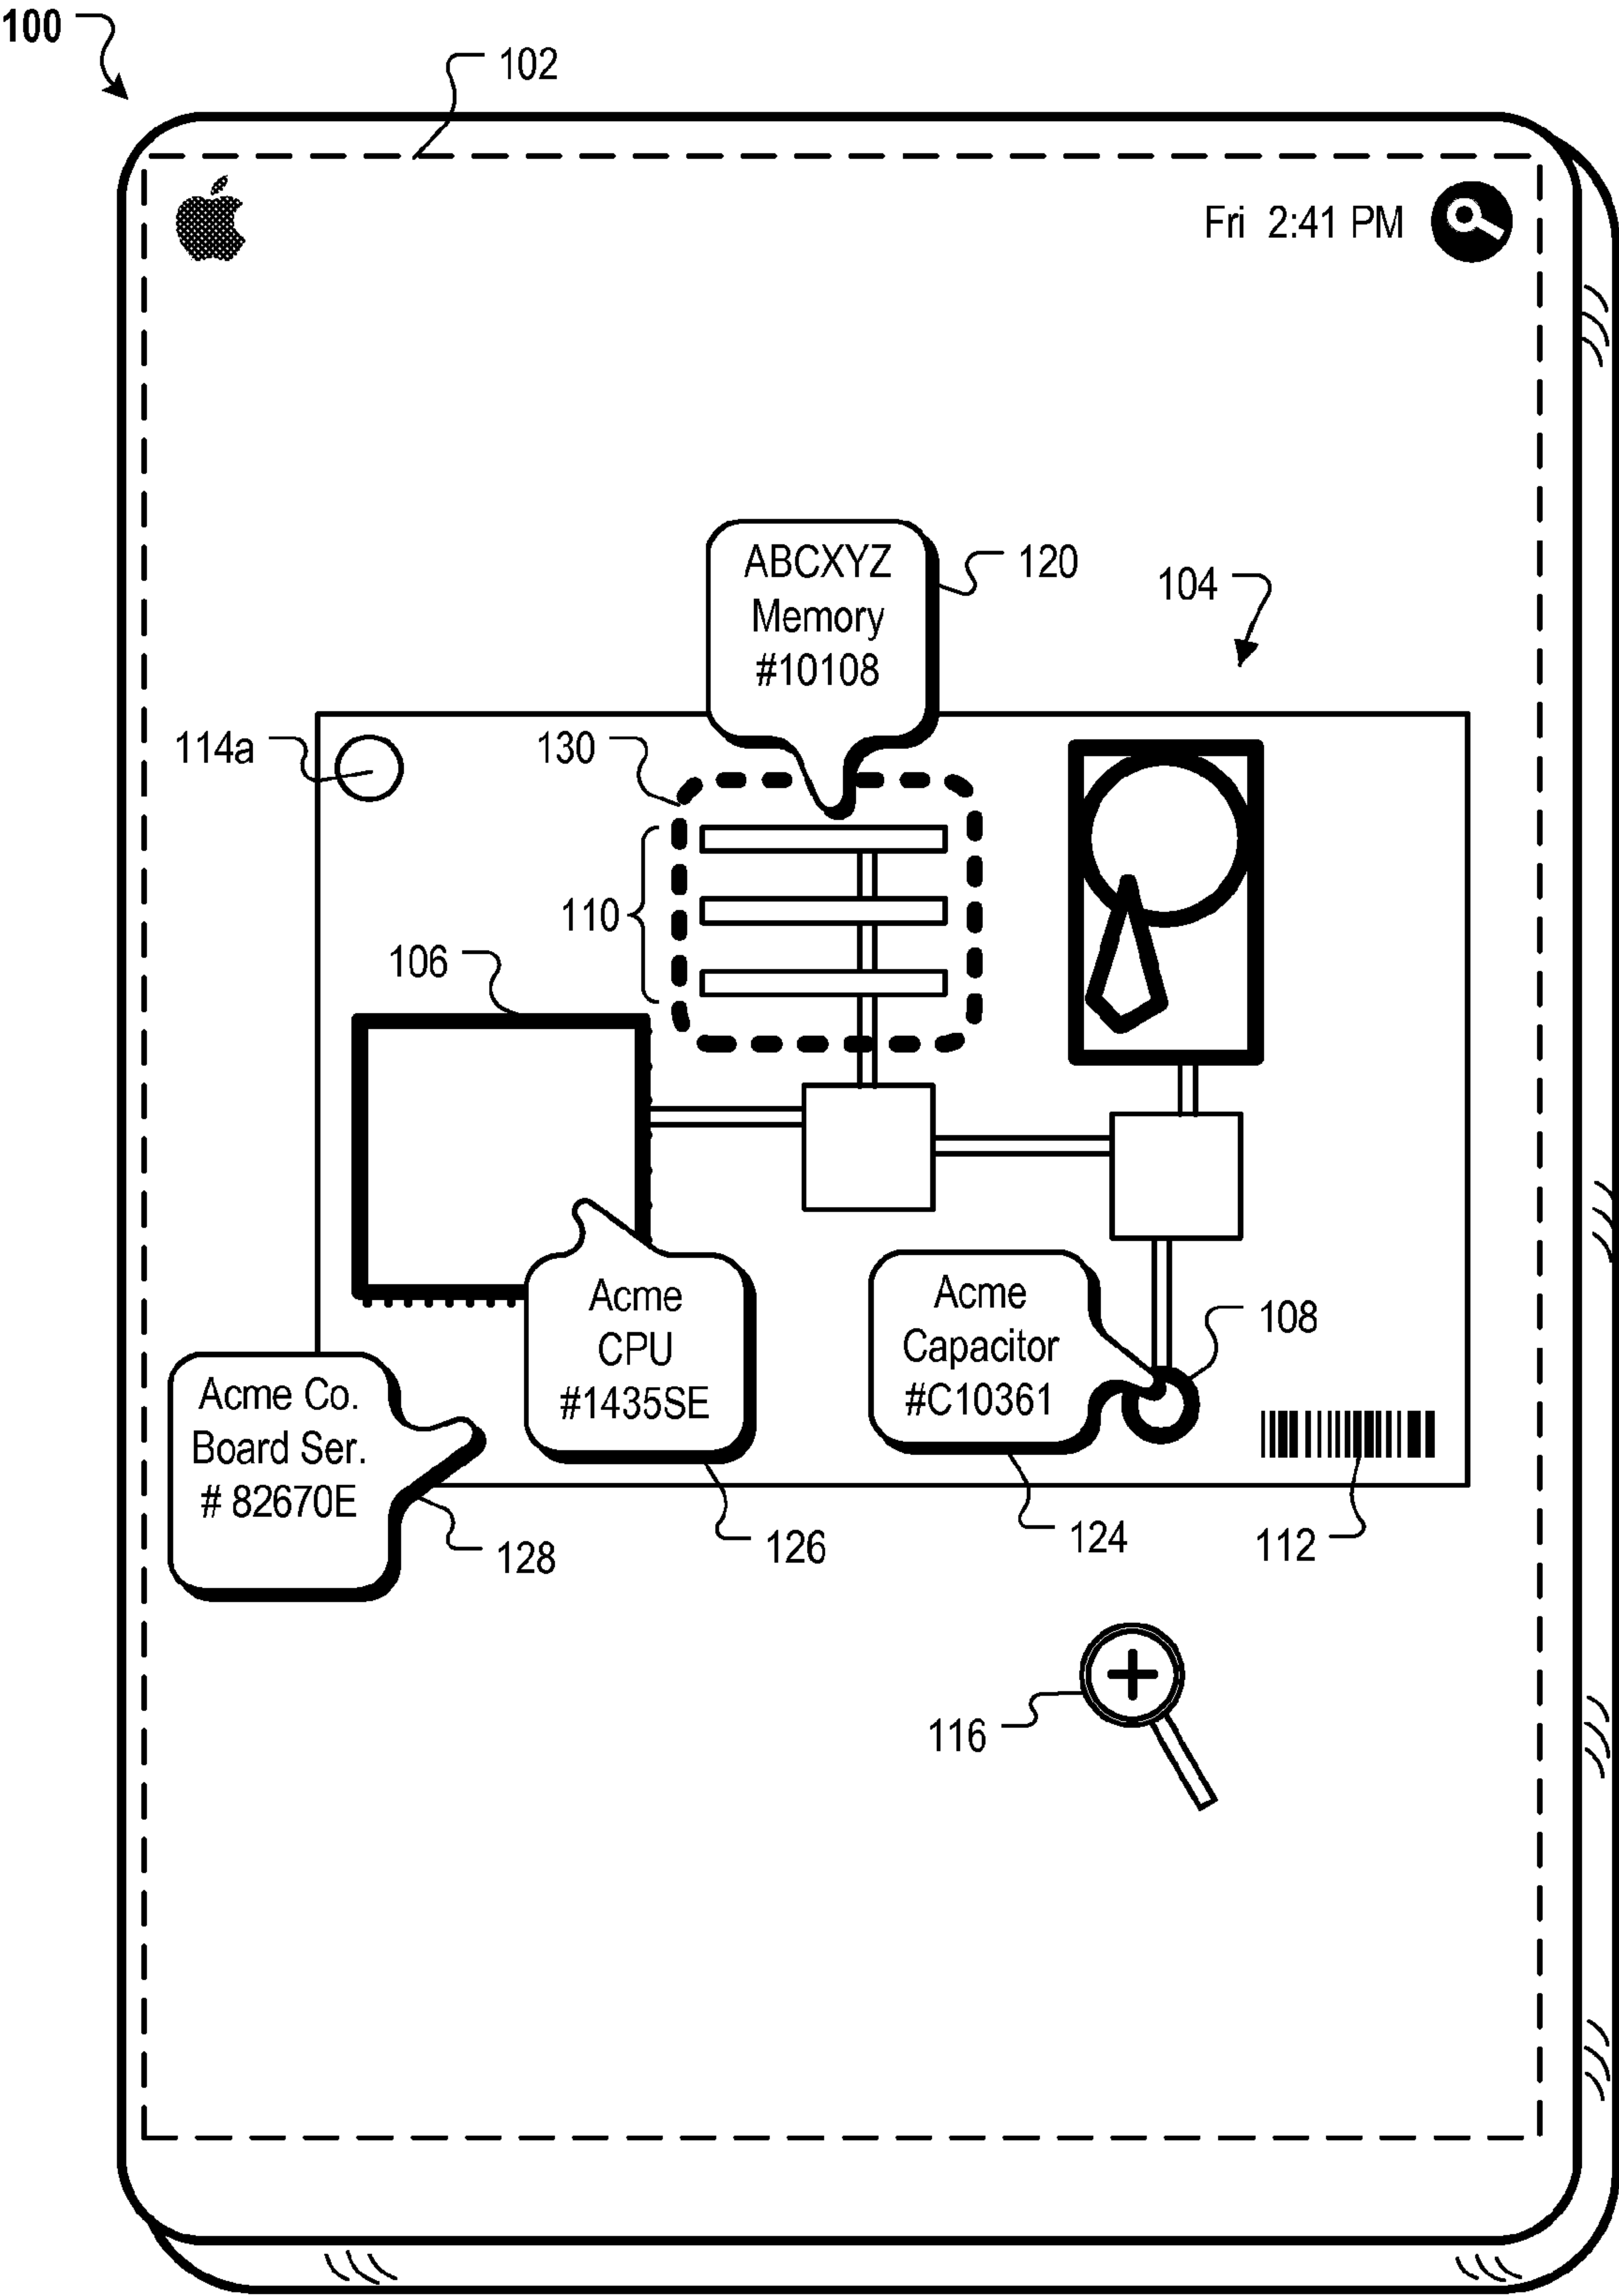 100
102
Fri 2:41 PM
ABCXYZ
Memory
#10108
120
104
114a
130
110
106
Acme
CPU
#1435SE
Acme
Capacitor
#C10361
108
Acme Co.
Board Ser.
# 82670E
128
126
124
112
116